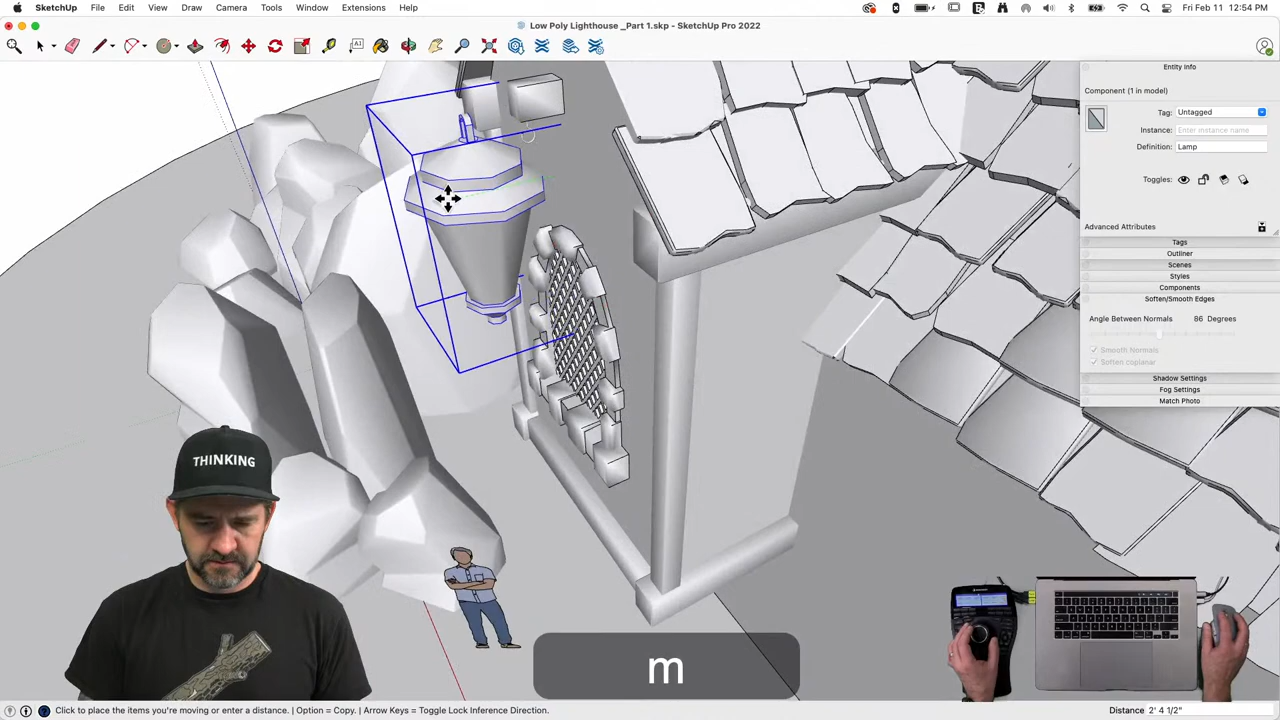 SketchUp File Edit View Draw Camera Tools Window Extensions Help
Fri Feb 11 12:54 PM
Low Poly Lighthouse _Part 1.skp - SketchUp Pro 2022
Entity Info
Component (1 in model)
Tag: Untagged
Instance: Enter instance name
Definition: Lamp
Toggles:
Advanced Attributes
Tags
Outliner
Scenes
Styles
Components
Soften/Smooth Edges
Angle Between Normals 86 Degrees
Smooth Normals
Soften coplanar
Shadow Settings
Fog Settings
Match Photo
THINKING
m
Click to place the items you're moving or enter a distance. | Option = Copy. | Arrow Keys = Toggle Lock Inference Direction.
Distance 2' 4 1/2"